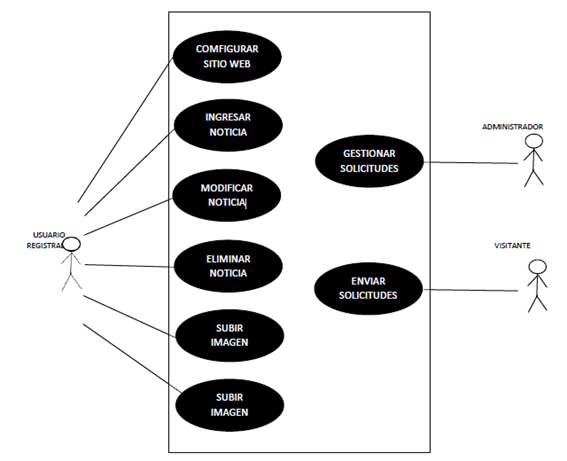 COMFIGURAR
SITIO WEB
INGRESAR
NOTICIA
MODIFICAR
NOTICIA
ELIMINAR
NOTICIA
SUBIR
IMAGEN
SUBIR
IMAGEN
USUARIO
REGISTRAD
GESTIONAR
SOLICITUDES
ENVIAR
SOLICITUDES
ADMINISTRADOR
VISITANTE